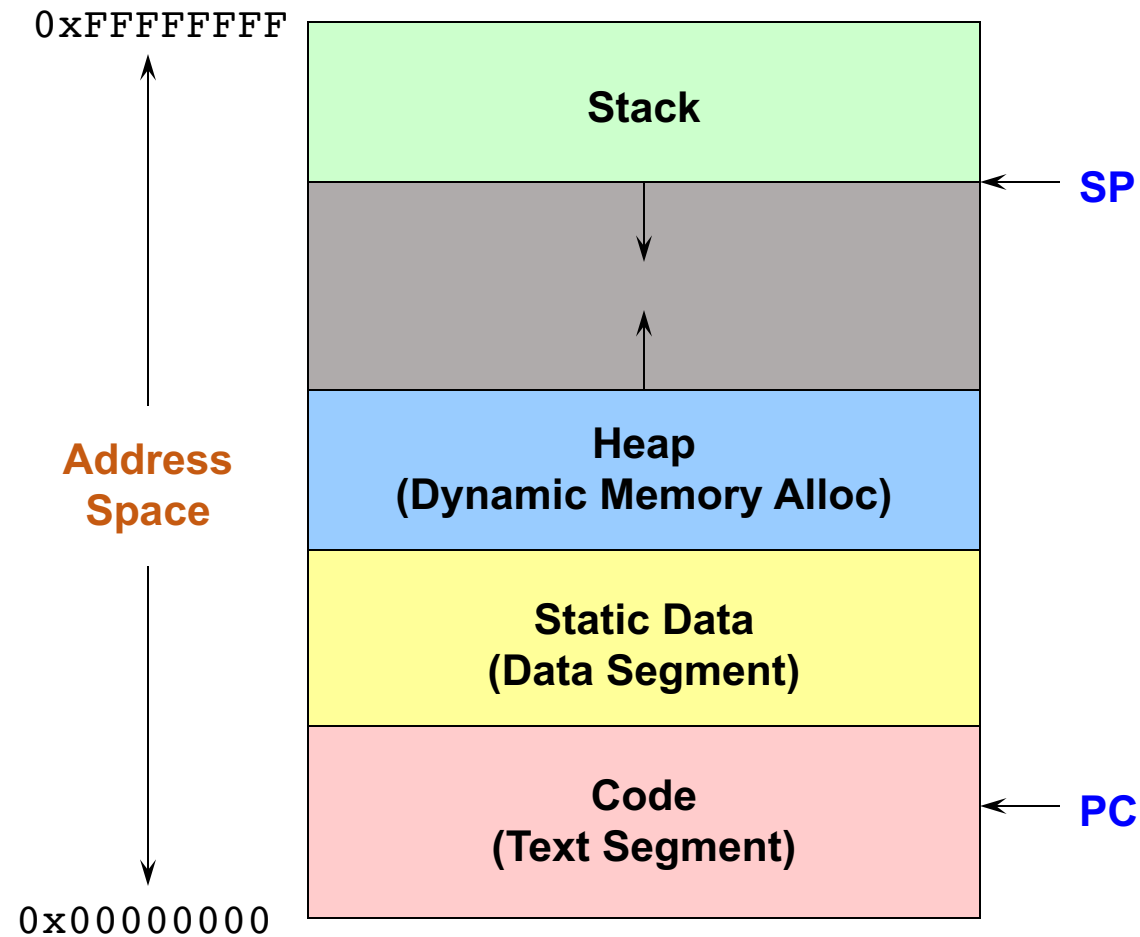 0xFFFFFFFF
Stack
SP
Heap
(Dynamic Memory Alloc)
Address
Space
Static Data
(Data Segment)
Code
(Text Segment)
PC
0x00000000